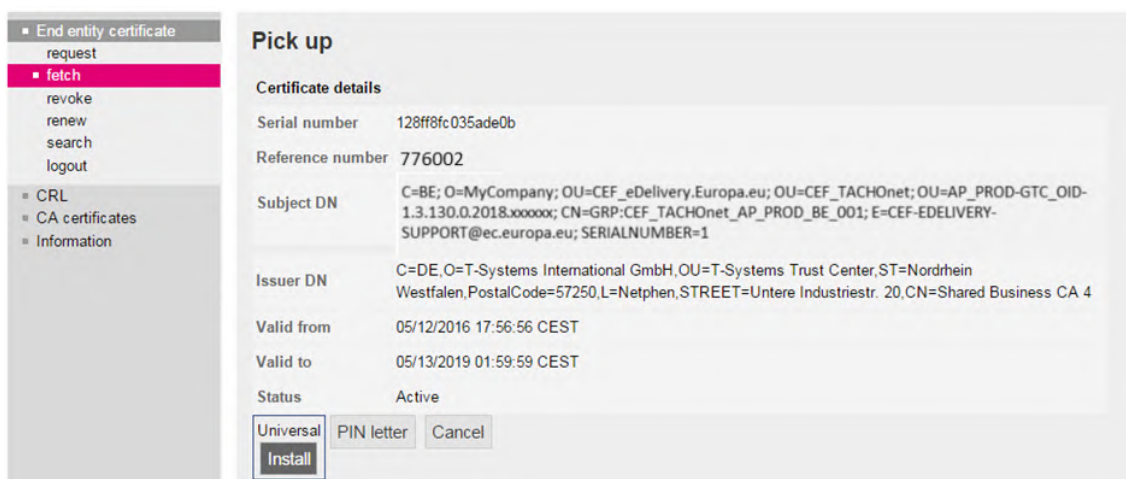 End entity certificate
request
fetch
revoke
renew
search
logout
CRL
CA certificates
Information
Pick up
Certificate details
Serial number 128ff8fc035ade0b
Reference number 776002
Subject DN
C=BE; O=MyCompany; OU=CEF_eDelivery.Europa.eu; OU=CEF_TACHOnet; OU=AP_PROD-GTC_OID-
1.3.130.0.2018.xxxxxx; CN=GRP:CEF_TACHOnet_AP_PROD_BE_001; E=CEF-EDELIVERY-
SUPPORT@ec.europa.eu; SERIALNUMBER=1
Issuer DN
C=DE,O=T-Systems International GmbH,OU=T-Systems Trust Center,ST=Nordrhein
Westfalen,PostalCode=57250,L=Netphen,STREET=Untere Industriestr. 20,CN=Shared Business CA 4
Valid from 05/12/2016 17:56:56 CEST
Valid to 05/13/2019 01:59:59 CEST
Status Active
Universal
Install
PIN letter
Cancel